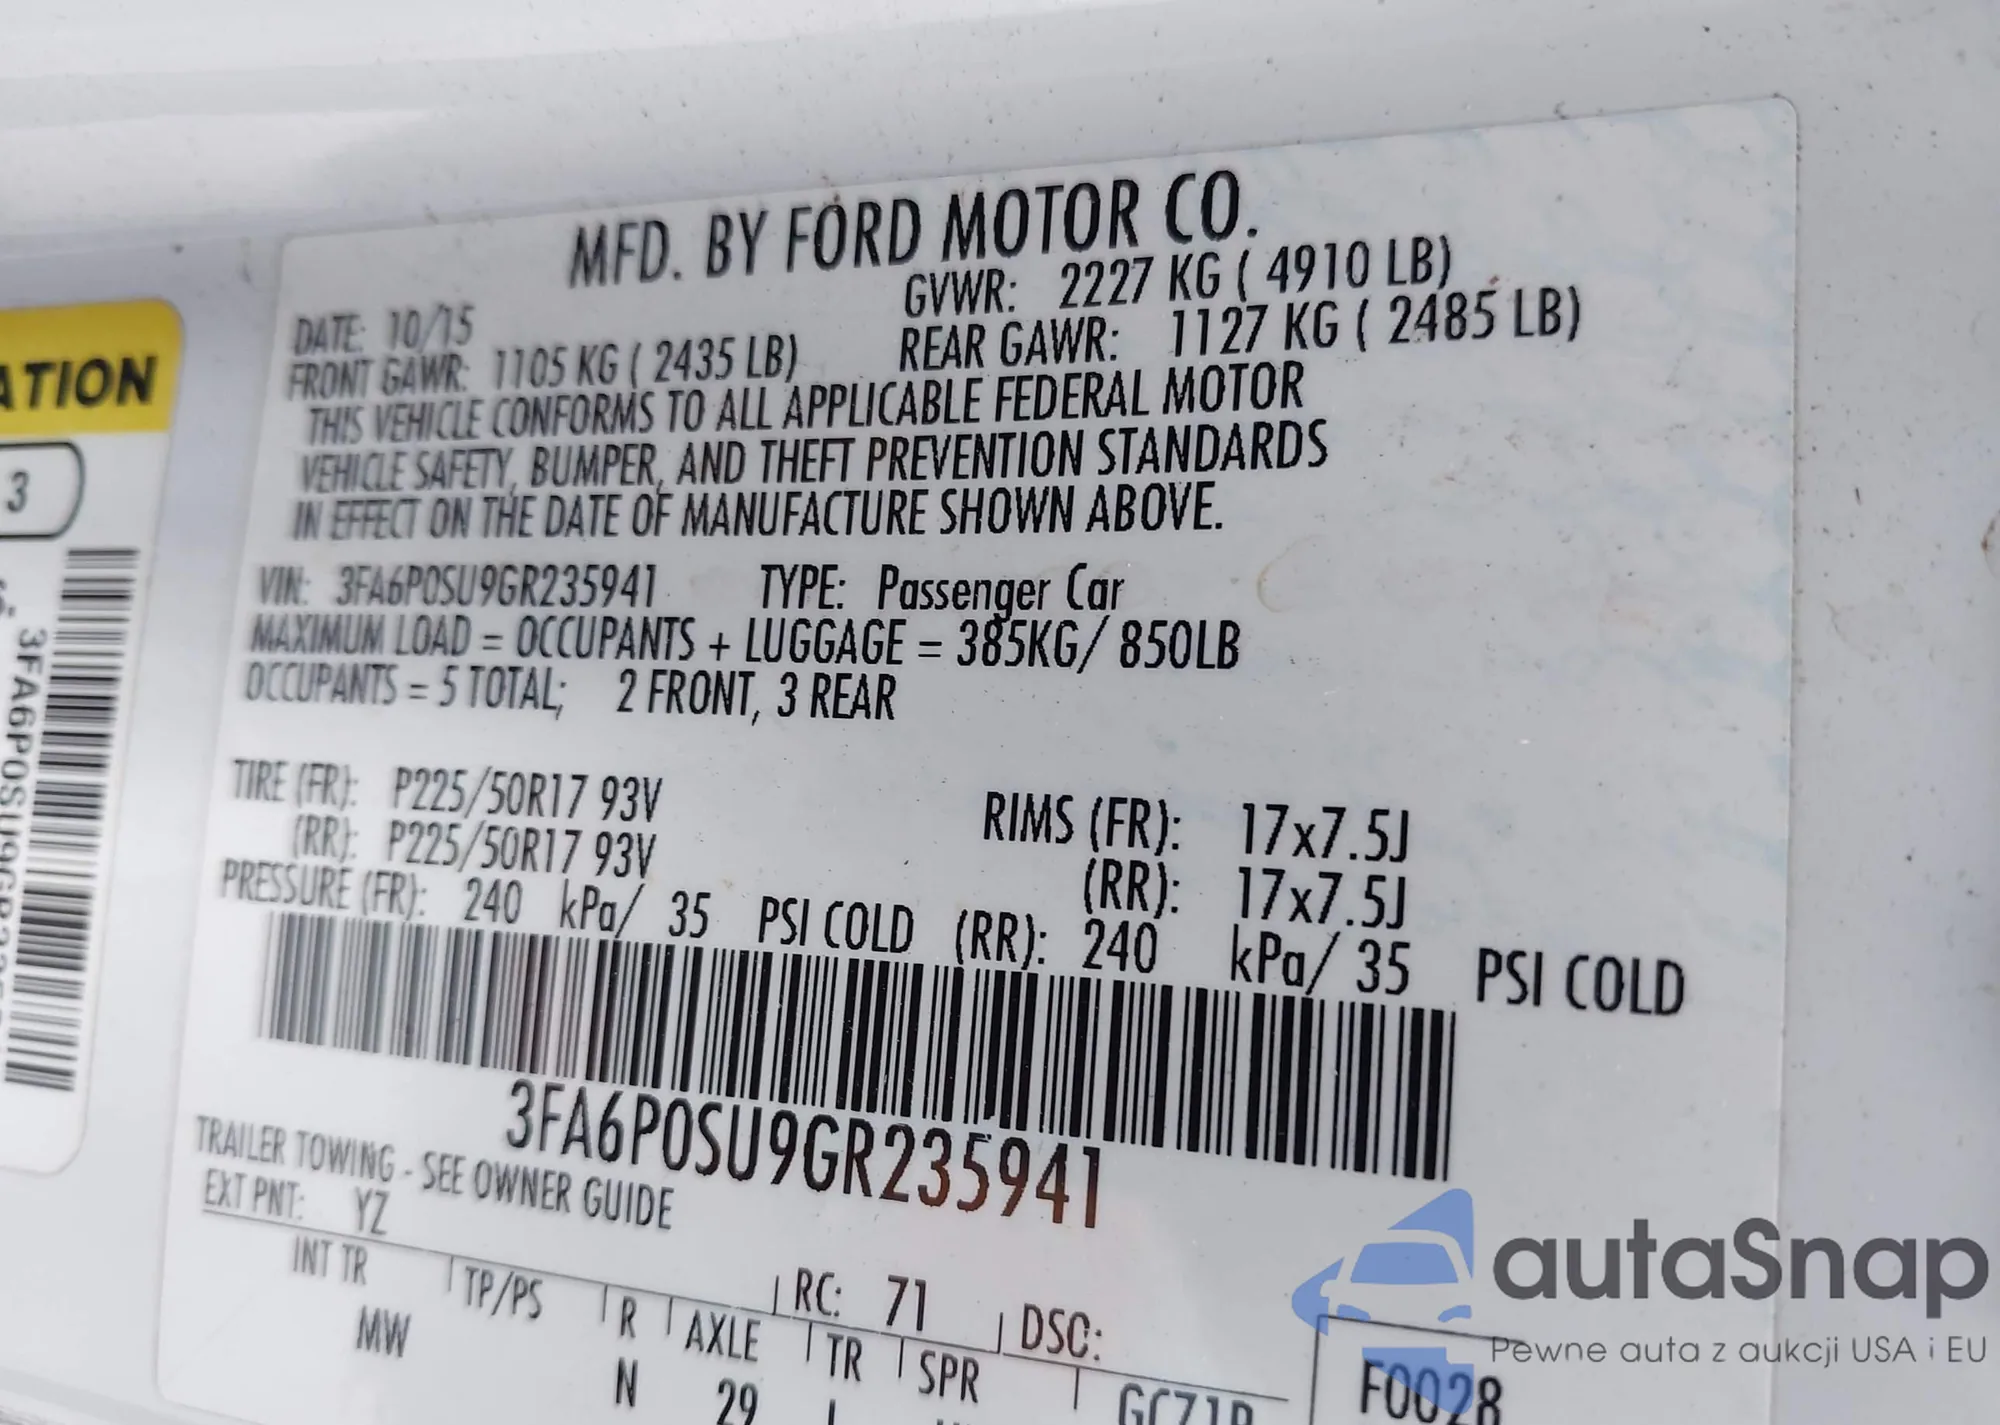 ATION
3
3FA6P0SU9GR235
MFD. BY FORD MOTOR CO.
DATE: 10/15 GVWR: 2227 KG ( 4910 LB)
FRONT GAWR: 1105 KG ( 2435 LB) REAR GAWR: 1127 KG ( 2485 LB)
THIS VEHICLE CONFORMS TO ALL APPLICABLE FEDERAL MOTOR
VEHICLE SAFETY, BUMPER, AND THEFT PREVENTION STANDARDS
IN EFFECT ON THE DATE OF MANUFACTURE SHOWN ABOVE.
VIN: 3FA6P0SU9GR235941 TYPE: Passenger Car
MAXIMUM LOAD = OCCUPANTS + LUGGAGE = 385KG/ 850LB
OCCUPANTS = 5 TOTAL; 2 FRONT, 3 REAR
TIRE (FR): P225/50R17 93V RIMS (FR): 17x7.5J
(RR): P225/50R17 93V (RR): 17x7.5J
PRESSURE (FR): 240 kPa/ 35 PSI COLD (RR): 240 kPa/ 35 PSI COLD
3FA6P0SU9GR235941
TRAILER TOWING - SEE OWNER GUIDE
EXT PNT: YZ RC: 71 DSO:
INT TR TP/PS R AXLE TR SPR
MW N 29 F0028
autaSnap
Pewne auta z aukcji USA i EU